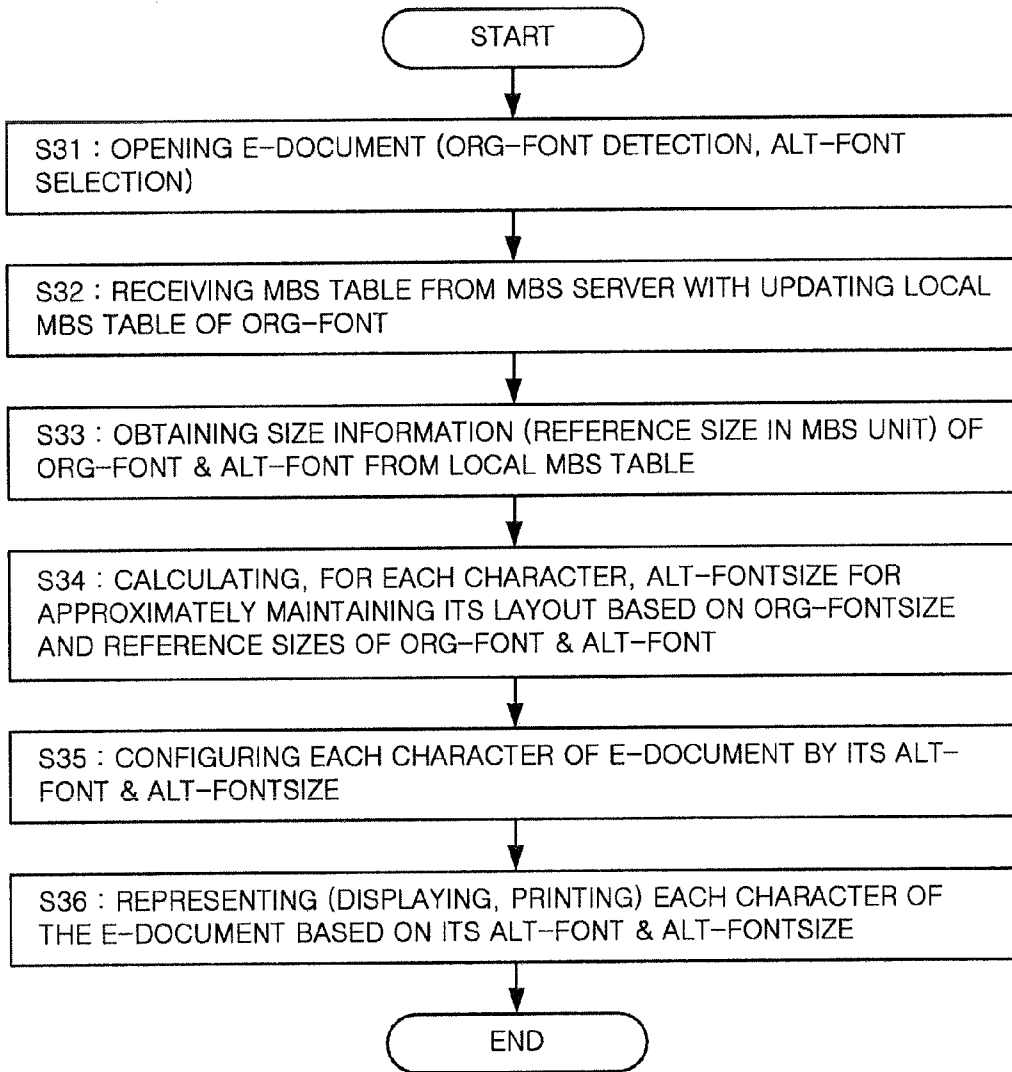 START
S31 : OPENING E-DOCUMENT (ORG-FONT DETECTION, ALT-FONT
SELECTION)
S32 : RECEIVING MBS TABLE FROM MBS SERVER WITH UPDATING LOCAL
MBS TABLE OF ORG-FONT
S33 : OBTAINING SIZE INFORMATION (REFERENCE SIZE IN MBS UNIT) OF
ORG-FONT & ALT-FONT FROM LOCAL MBS TABLE
S34 : CALCULATING, FOR EACH CHARACTER, ALT-FONTSIZE FOR
APPROXIMATELY MAINTAINING ITS LAYOUT BASED ON ORG-FONTSIZE
AND REFERENCE SIZES OF ORG-FONT & ALT-FONT
S35 : CONFIGURING EACH CHARACTER OF E-DOCUMENT BY ITS ALT-
FONT & ALT-FONTSIZE
S36 : REPRESENTING (DISPLAYING, PRINTING) EACH CHARACTER OF
THE E-DOCUMENT BASED ON ITS ALT-FONT & ALT-FONTSIZE
END